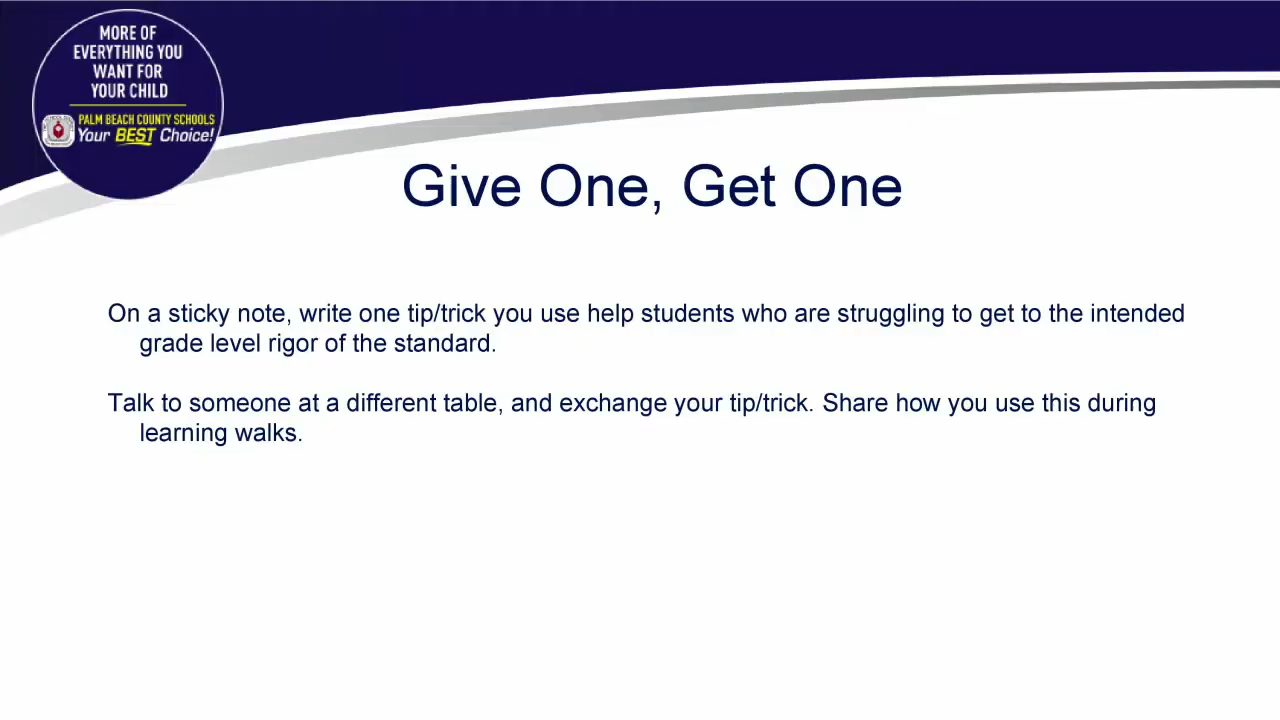 MORE OF
EVERYTHING YOU
WANT FOR
YOUR CHILD
PALM BEACH COUNTY SCHOOLS
Your BEST Choice!
Give One, Get One
On a sticky note, write one tip/trick you use help students who are struggling to get to the intended
grade level rigor of the standard.
Talk to someone at a different table, and exchange your tip/trick. Share how you use this during
learning walks.